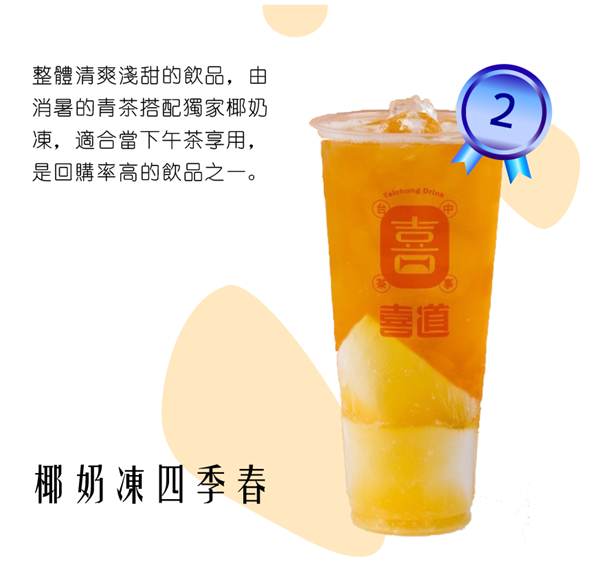 整體清爽淺甜的飲品，由
消暑的青茶搭配獨家椰奶
凍，適合當下午茶享用，
是回購率高的飲品之一。
2
Taichung Drink
台中
喜
茶事
喜道
椰奶凍四季春